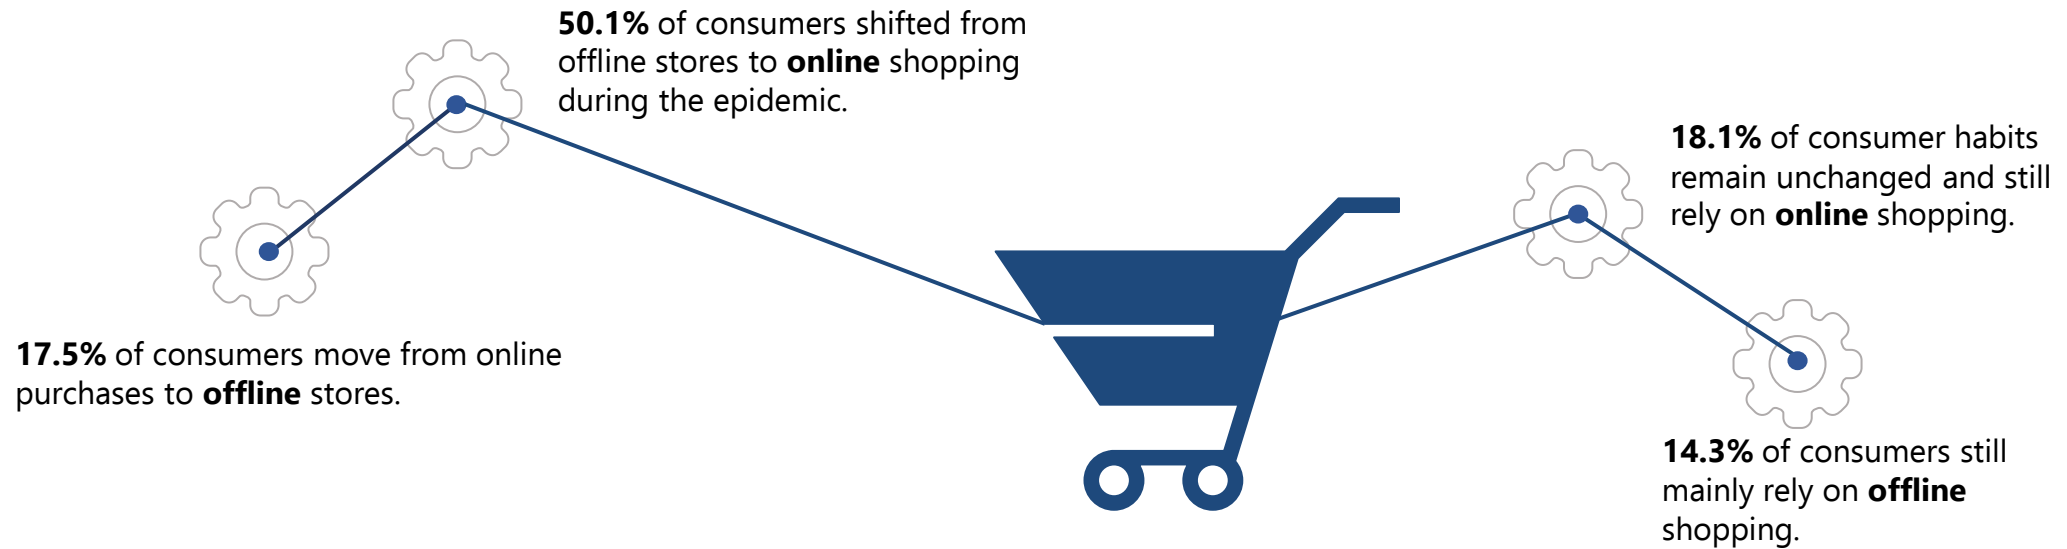 50.1% of consumers shifted from
offline stores to online shopping
during the epidemic.
17.5% of consumers move from online
purchases to offline stores.
18.1% of consumer habits
remain unchanged and still
rely on online shopping.
14.3% of consumers still
mainly rely on offline
shopping.